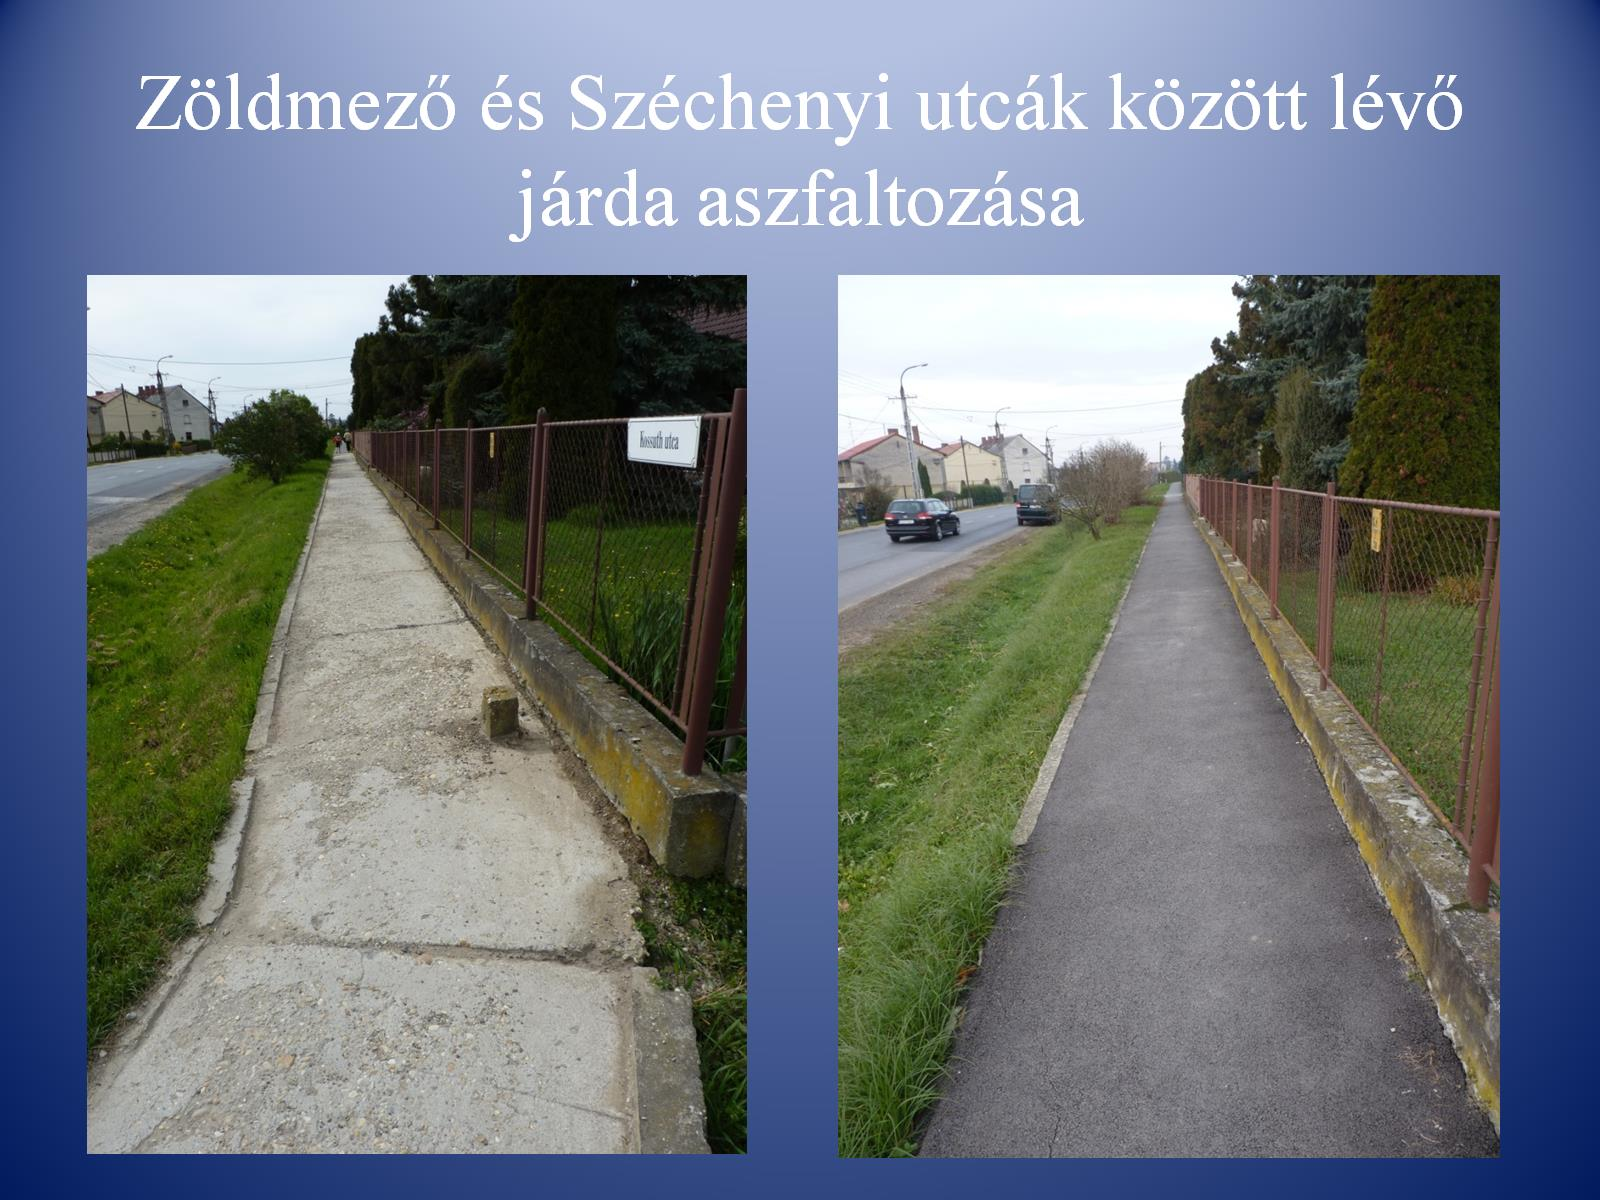 Zöldmező és Széchenyi utcák között lévő
járda aszfaltozása
Kossuth utca